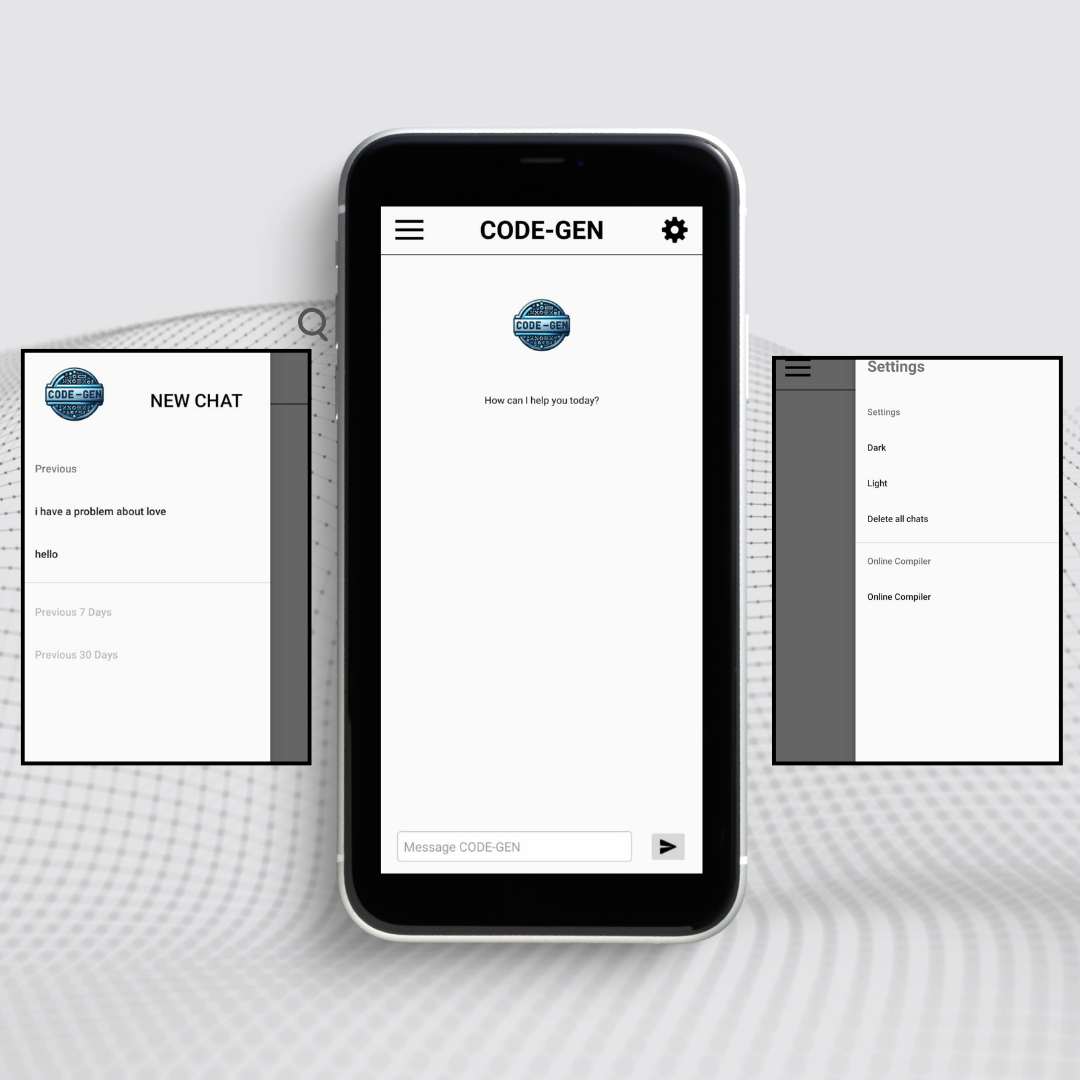 CODE-GEN
CODE-GEN
How can I help you today?
Message CODE-GEN
CODE-GEN
NEW CHAT
Previous
i have a problem about love
hello
Previous 7 Days
Previous 30 Days
Settings
Settings
Dark
Light
Delete all chats
Online Compiler
Online Compiler